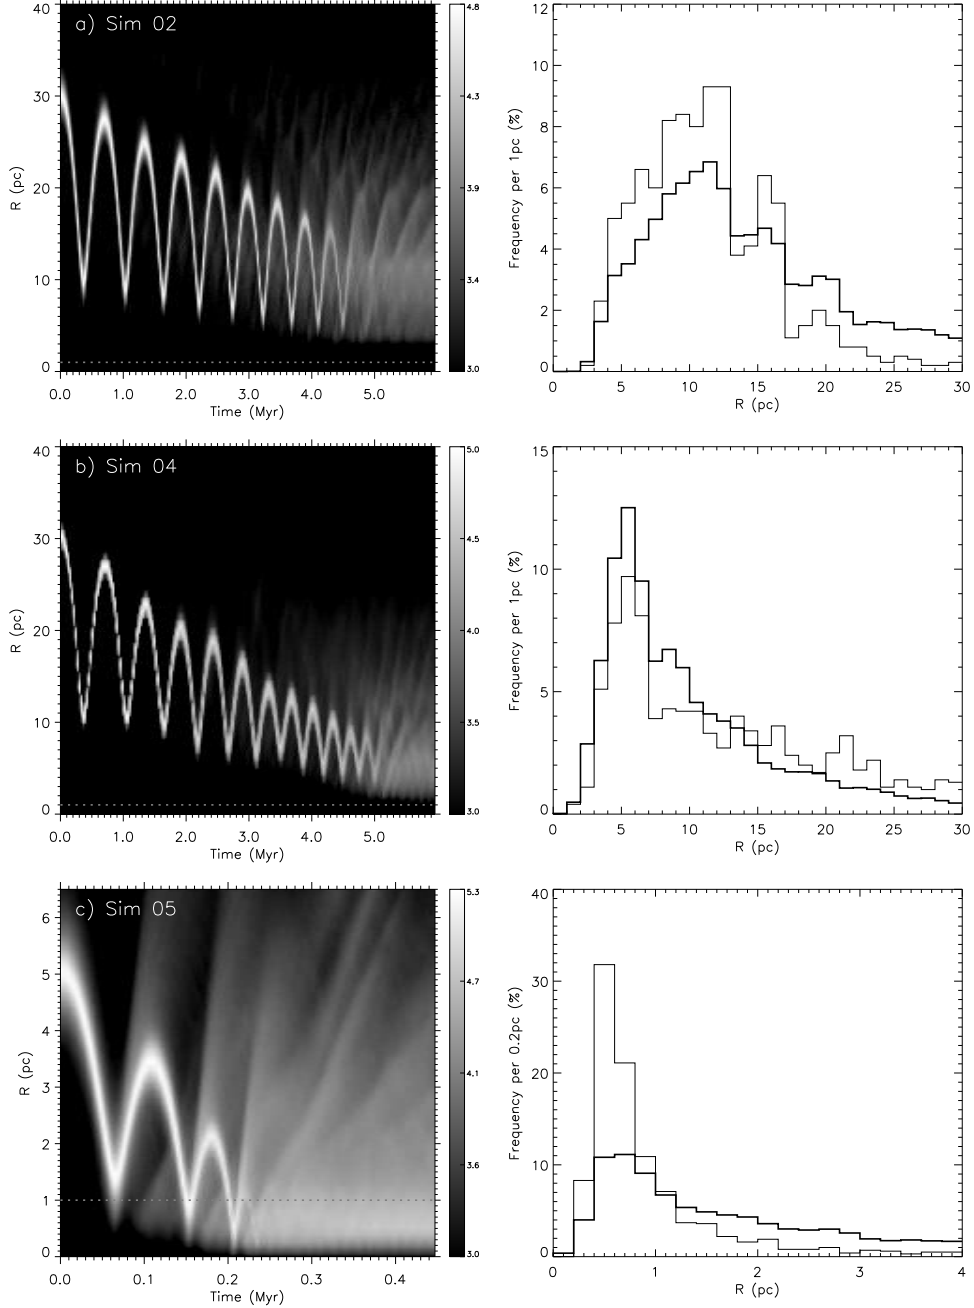 a) Sim 02
40
30
20
10
0
R (pc)
0.0 1.0 2.0 3.0 4.0 5.0
Time (Myr)
4.8
4.3
3.9
3.4
3.0
12
10
8
6
4
2
0
Frequency per 1pc (%)
0 5 10 15 20 25 30
R (pc)
b) Sim 04
40
30
20
10
0
R (pc)
0.0 1.0 2.0 3.0 4.0 5.0
Time (Myr)
5.0
4.5
4.0
3.5
3.0
15
10
5
0
Frequency per 1pc (%)
0 5 10 15 20 25 30
R (pc)
c) Sim 05
6
5
4
3
2
1
0
R (pc)
0.0 0.1 0.2 0.3 0.4
Time (Myr)
5.3
4.7
4.1
3.6
3.0
40
30
20
10
0
Frequency per 0.2pc (%)
0 1 2 3 4
R (pc)